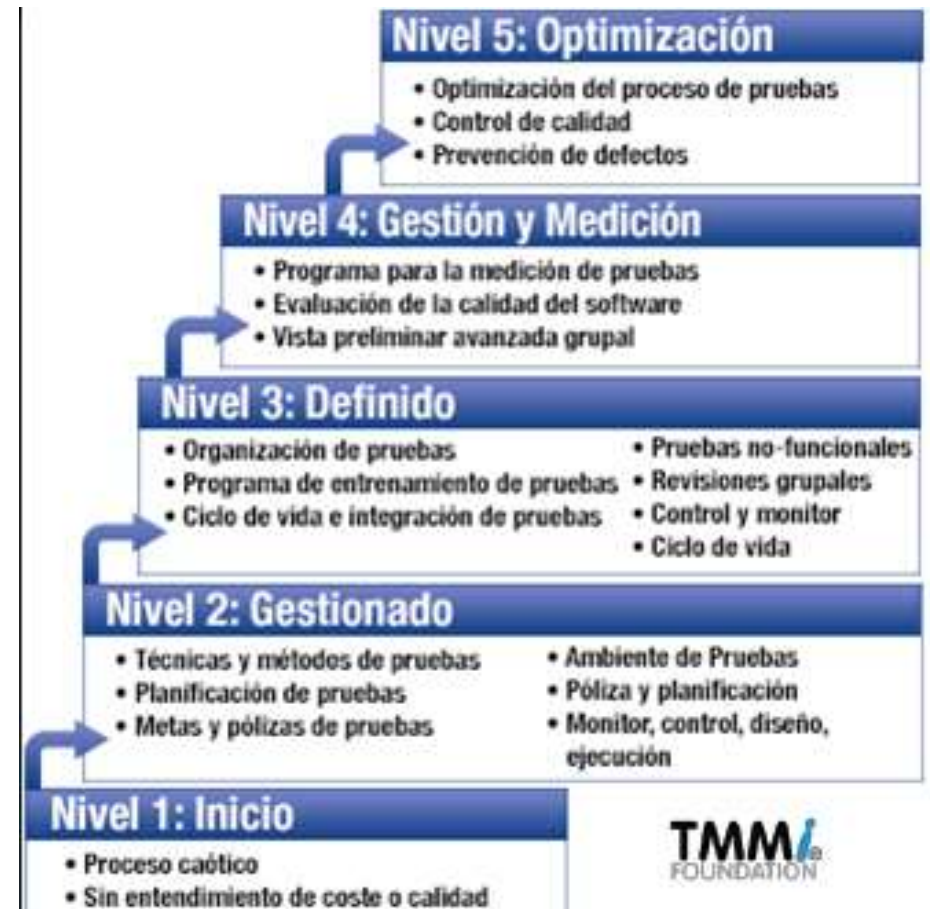 Nivel 5: Optimización
• Optimización del proceso de pruebas
• Control de calidad
• Prevención de defectos
Nivel 4: Gestión y Medición
• Programa para la medición de pruebas
• Evaluación de la calidad del software
• Vista preliminar avanzada grupal
Nivel 3: Definido
• Organización de pruebas
• Programa de entrenamiento de pruebas
• Ciclo de vida e integración de pruebas
• Pruebas no-funcionales
• Revisiones grupales
• Control y monitor
• Ciclo de vida
Nivel 2: Gestionado
• Técnicas y métodos de pruebas
• Planificación de pruebas
• Metas y pólizas de pruebas
• Ambiente de Pruebas
• Póliza y planificación
• Monitor, control, diseño,
ejecución
Nivel 1: Inicio
• Proceso caótico
• Sin entendimiento de coste o calidad
TMMi
FOUNDATION